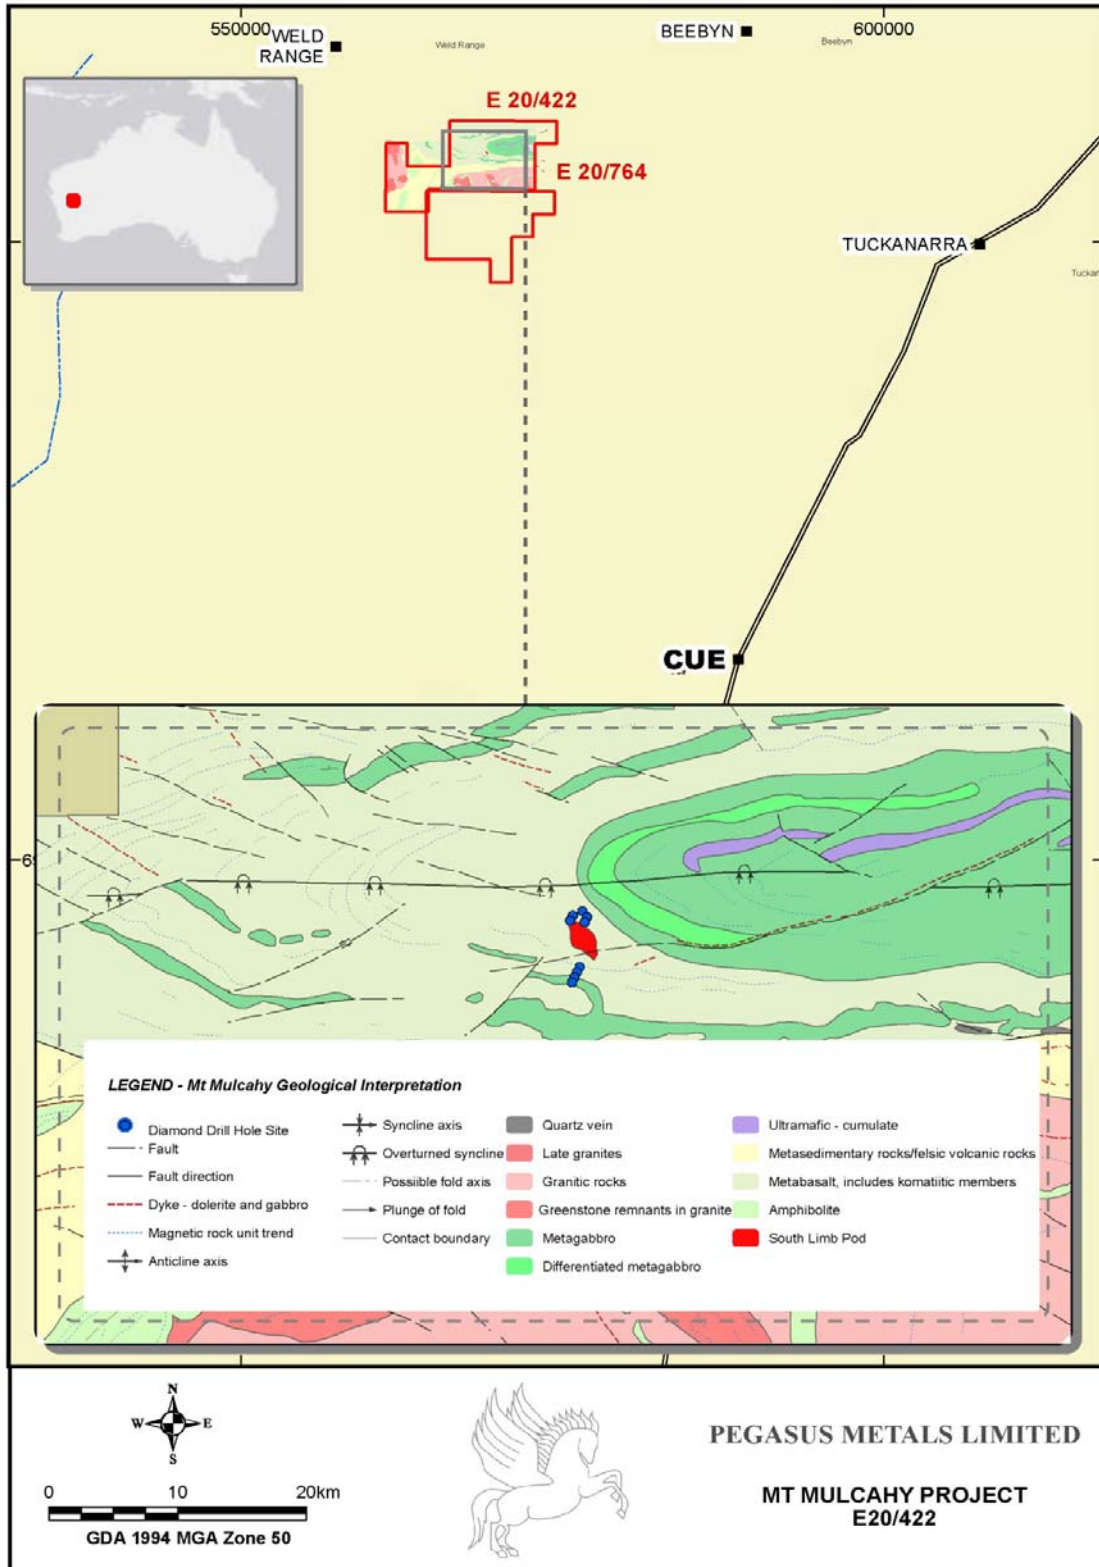 550000
600000
WELD
RANGE
Weld Range
BEEBYN
Beebyn
E 20/422
E 20/764
TUCKANARRA
CUE
LEGEND - Mt Mulcahy Geological Interpretation
Diamond Drill Hole Site
Fault
Fault direction
Dyke - dolerite and gabbro
Magnetic rock unit trend
Anticline axis
Syncline axis
Overturned syncline
Possiible fold axis
Plunge of fold
Contact boundary
Quartz vein
Late granites
Granitic rocks
Greenstone remnants in granite
Metagabbro
Differentiated metagabbro
Ultramafic - cumulate
Metasedimentary rocks/felsic volcanic rocks
Metabasalt, includes komatiitic members
Amphibolite
South Limb Pod
N
W E
S
0 10 20km
GDA 1994 MGA Zone 50
PEGASUS METALS LIMITED
MT MULCAHY PROJECT
E20/422